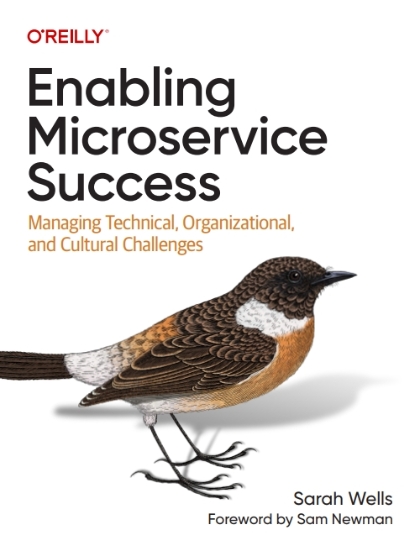 O'REILLY®
Enabling
Microservice
Success
Managing Technical, Organizational,
and Cultural Challenges
Sarah Wells
Foreword by Sam Newman